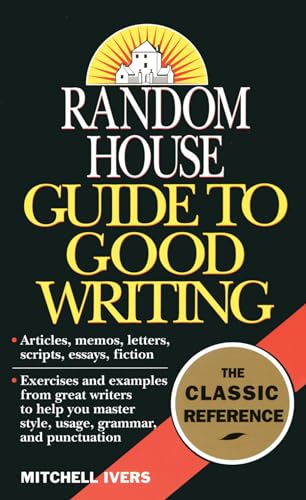 RANDOM
HOUSE
GUIDE TO
GOOD
WRITING
• Articles, memos, letters,
scripts, essays, fiction
• Exercises and examples
from great writers
to help you master
style, usage, grammar,
and punctuation
THE
CLASSIC
REFERENCE
MITCHELL IVERS